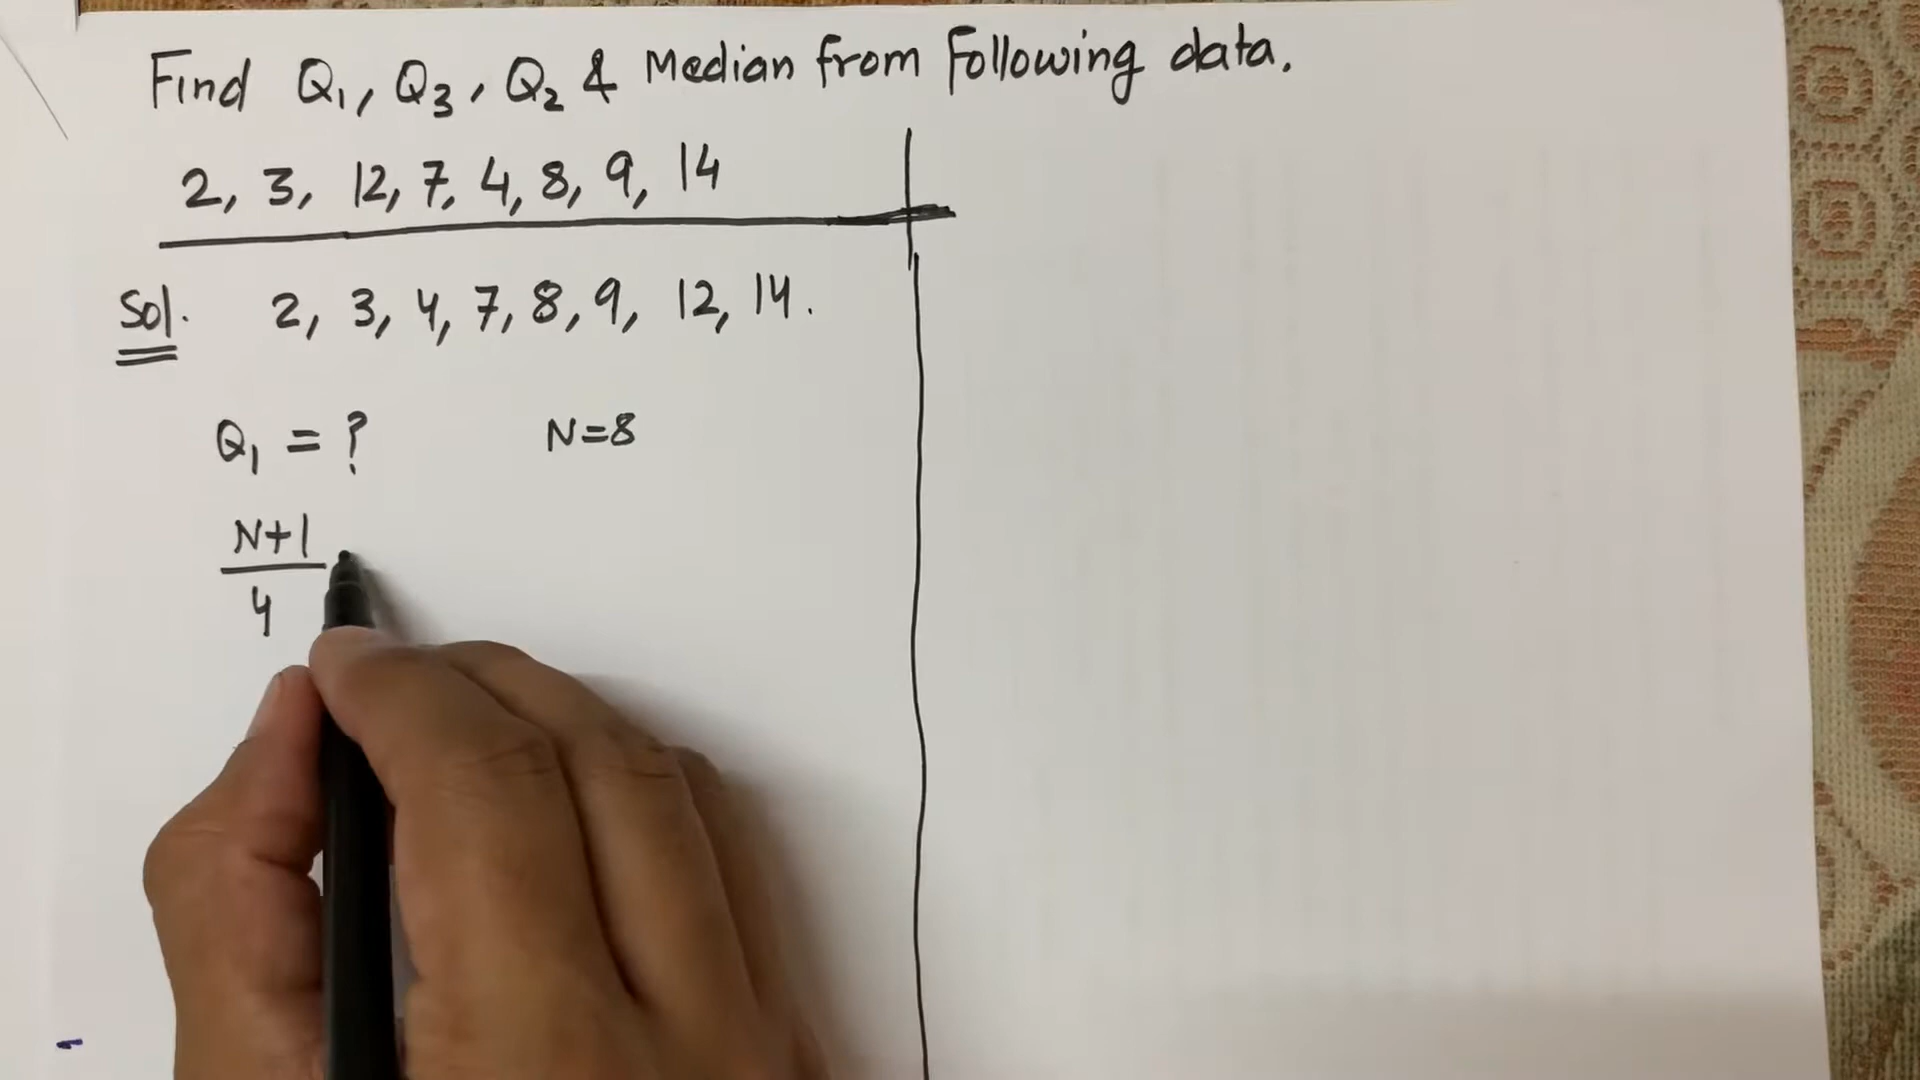 Find Q₁, Q₃, Q₂ & Median from Following data.
2, 3, 12, 7, 4, 8, 9, 14
Sol. 2, 3, 4, 7, 8, 9, 12, 14.
Q₁ = ? N=8
N+1
4